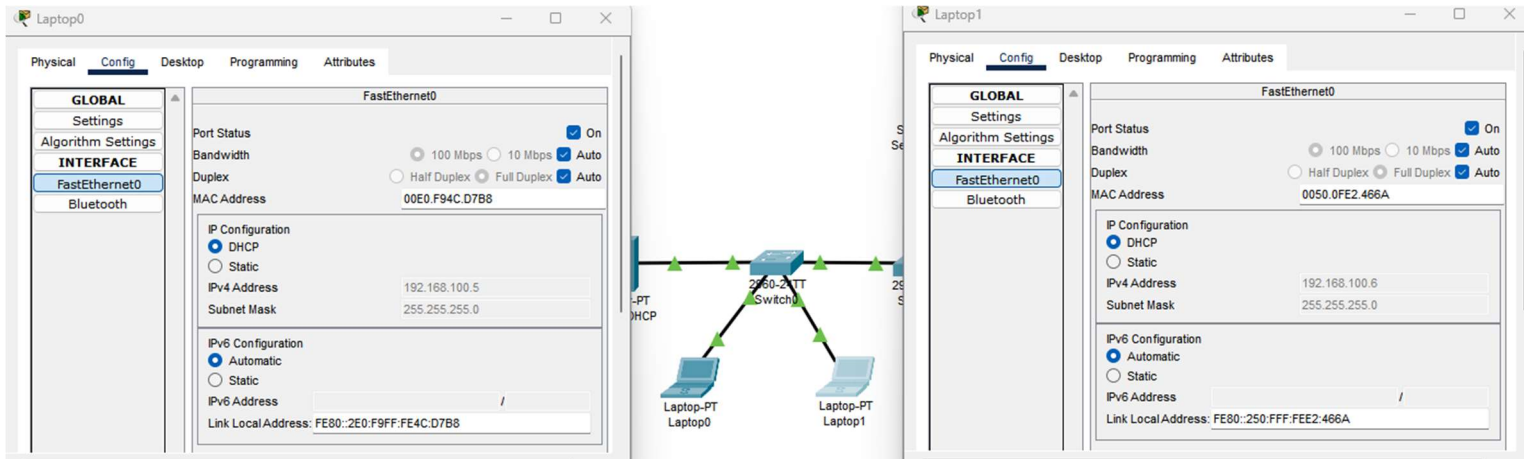 Laptop0
Physical Config Desktop Programming Attributes
GLOBAL
Settings
Algorithm Settings
INTERFACE
FastEthernet0
Bluetooth
FastEthernet0
Port Status On
Bandwidth 100 Mbps 10 Mbps Auto
Duplex Half Duplex Full Duplex Auto
MAC Address 00E0.F94C.D7B8
IP Configuration
DHCP
Static
IPv4 Address 192.168.100.5
Subnet Mask 255.255.255.0
IPv6 Configuration
Automatic
Static
IPv6 Address /
Link Local Address: FE80::2E0:F9FF:FE4C:D7B8
-PT
HCP
2960-24TT
Switch0
Laptop-PT
Laptop0
Laptop-PT
Laptop1
S
Se
29
S
Laptop1
Physical Config Desktop Programming Attributes
GLOBAL
Settings
Algorithm Settings
INTERFACE
FastEthernet0
Bluetooth
FastEthernet0
Port Status On
Bandwidth 100 Mbps 10 Mbps Auto
Duplex Half Duplex Full Duplex Auto
MAC Address 0050.0FE2.466A
IP Configuration
DHCP
Static
IPv4 Address 192.168.100.6
Subnet Mask 255.255.255.0
IPv6 Configuration
Automatic
Static
IPv6 Address /
Link Local Address: FE80::250:FFF:FEE2:466A